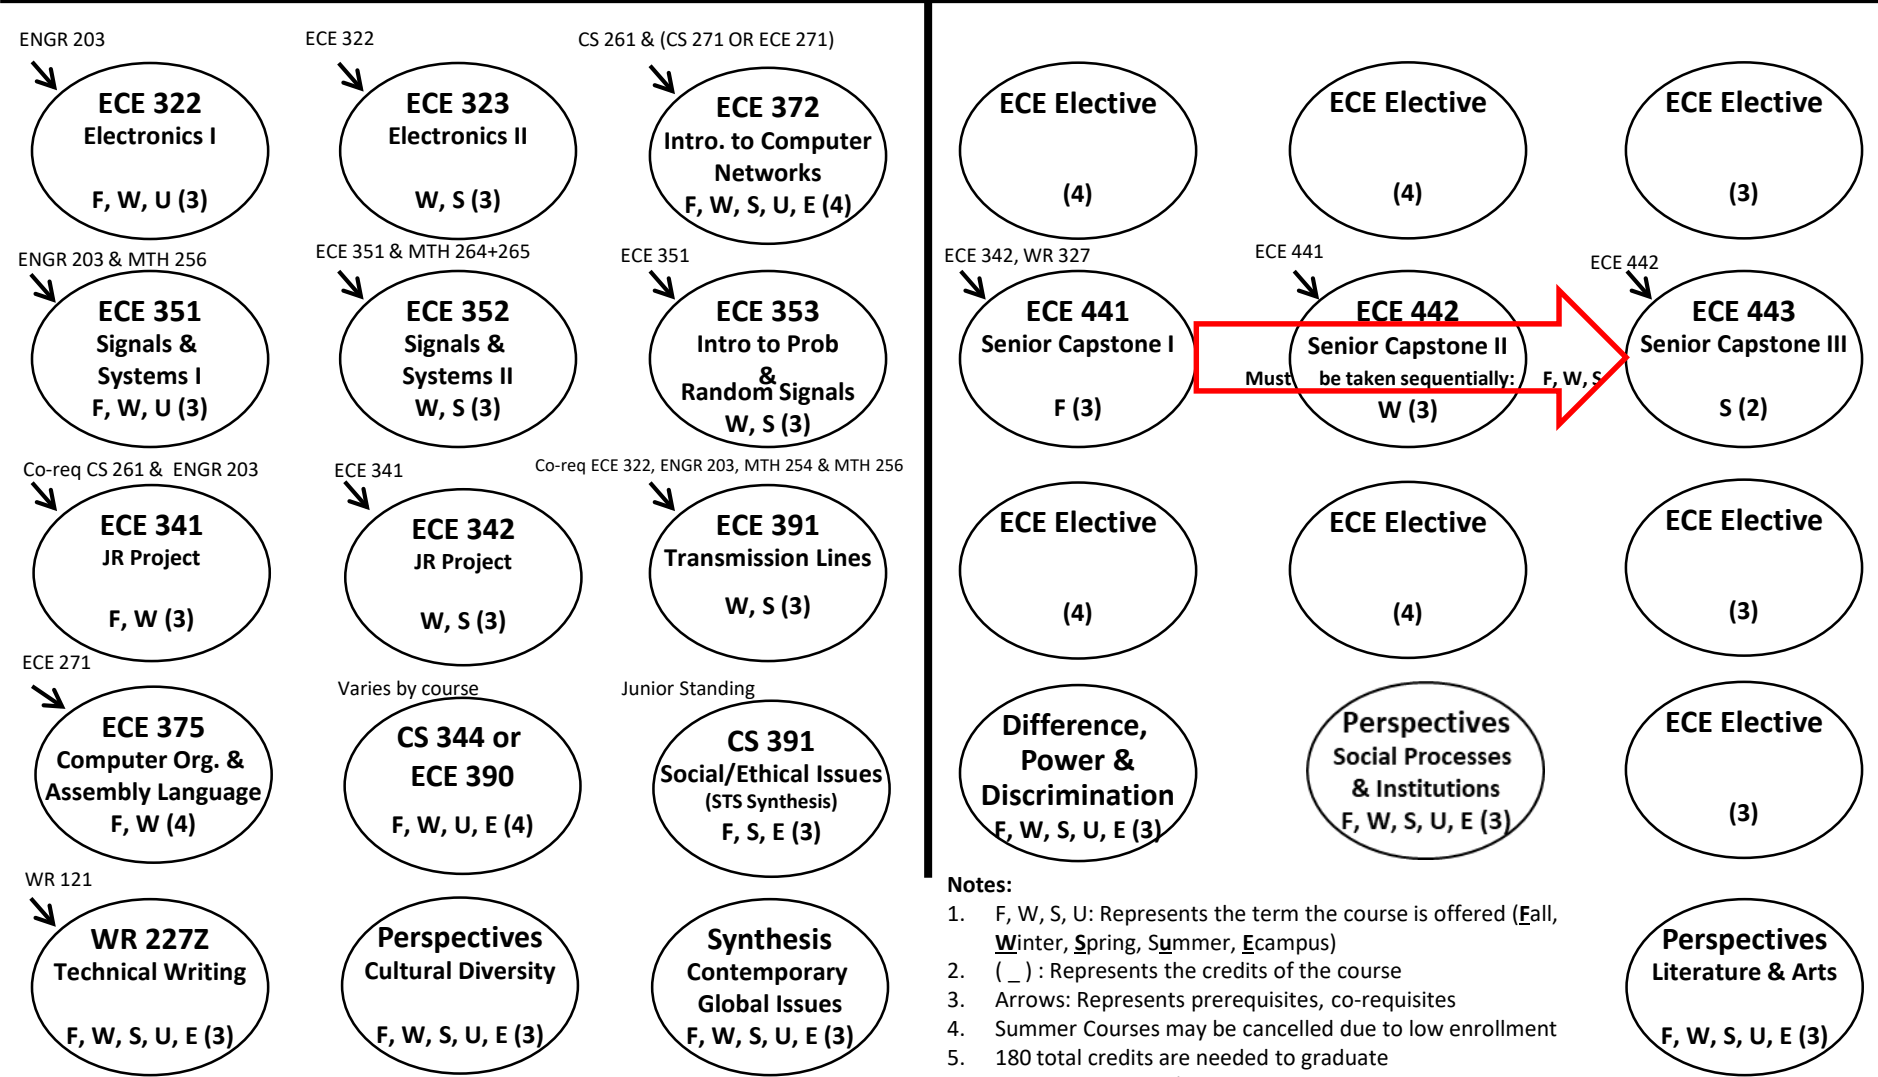 ENGR 203
ECE 322
Electronics I
F, W, U (3)
ECE 322
ECE 323
Electronics II
W, S (3)
CS 261 & (CS 271 OR ECE 271)
ECE 372
Intro. to Computer
Networks
F, W, S, U, E (4)
ENGR 203 & MTH 256
ECE 351
Signals &
Systems I
F, W, U (3)
ECE 351 & MTH 264+265
ECE 352
Signals &
Systems II
W, S (3)
ECE 351
ECE 353
Intro to Prob
&
Random Signals
W, S (3)
Co-req CS 261 & ENGR 203
ECE 341
JR Project
F, W (3)
ECE 341
ECE 342
JR Project
W, S (3)
Co-req ECE 322, ENGR 203, MTH 254 & MTH 256
ECE 391
Transmission Lines
W, S (3)
ECE 271
ECE 375
Computer Org. &
Assembly Language
F, W (4)
Varies by course
CS 344 or
ECE 390
F, W, U, E (4)
Junior Standing
CS 391
Social/Ethical Issues
(STS Synthesis)
F, S, E (3)
WR 121
WR 227Z
Technical Writing
F, W, S, U, E (3)
Perspectives
Cultural Diversity
F, W, S, U, E (3)
Synthesis
Contemporary
Global Issues
F, W, S, U, E (3)
ECE Elective
(4)
ECE Elective
(4)
ECE Elective
(3)
ECE 342, WR 327
ECE 441
Senior Capstone I
F (3)
ECE 441
ECE 442
Senior Capstone II
Must be taken sequentially: F, W, S
W (3)
ECE 442
ECE 443
Senior Capstone III
S (2)
ECE Elective
(4)
ECE Elective
(4)
ECE Elective
(3)
Difference,
Power &
Discrimination
F, W, S, U, E (3)
Perspectives
Social Processes
& Institutions
F, W, S, U, E (3)
ECE Elective
(3)
Notes:
1. F, W, S, U: Represents the term the course is offered (Fall,
Winter, Spring, Summer, Ecampus)
2. ( _ ) : Represents the credits of the course
3. Arrows: Represents prerequisites, co-requisites
4. Summer Courses may be cancelled due to low enrollment
5. 180 total credits are needed to graduate
Perspectives
Literature & Arts
F, W, S, U, E (3)